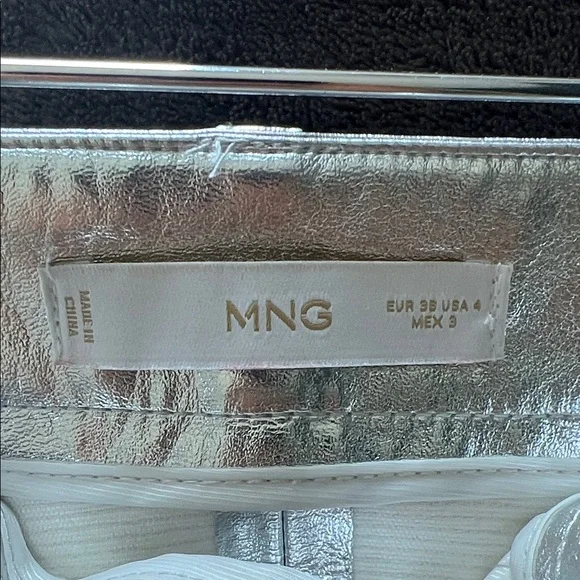 MADE IN
CHINA
MNG
EUR 36 USA 4
MEX 3